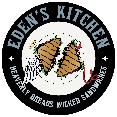 EDEN'S KITCHEN
HEAVENLY BREADS WICKED SANDWICHES